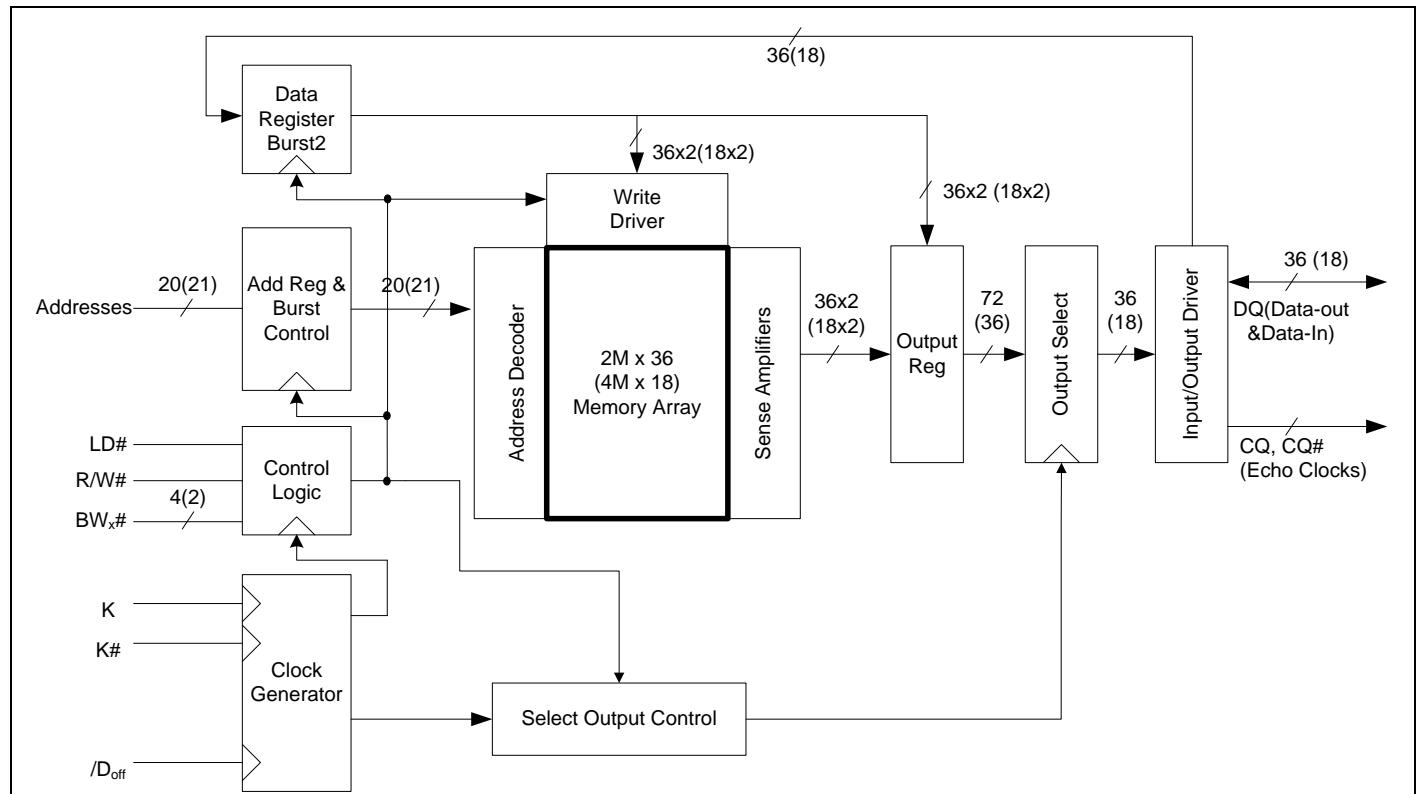 36(18)
Data
Register
Burst2
36x2(18x2)
Write
Driver
36x2 (18x2)
Addresses
20(21)
Add Reg &
Burst
Control
20(21)
Address Decoder
2M x 36
(4M x 18)
Memory Array
Sense Amplifiers
36x2
(18x2)
Output
Reg
72
(36)
Output Select
36
(18)
Input/Output Driver
36 (18)
DQ(Data-out
&Data-In)
CQ, CQ#
(Echo Clocks)
LD#
R/W#
BWx#
4(2)
Control
Logic
K
K#
/Doff
Clock
Generator
Select Output Control